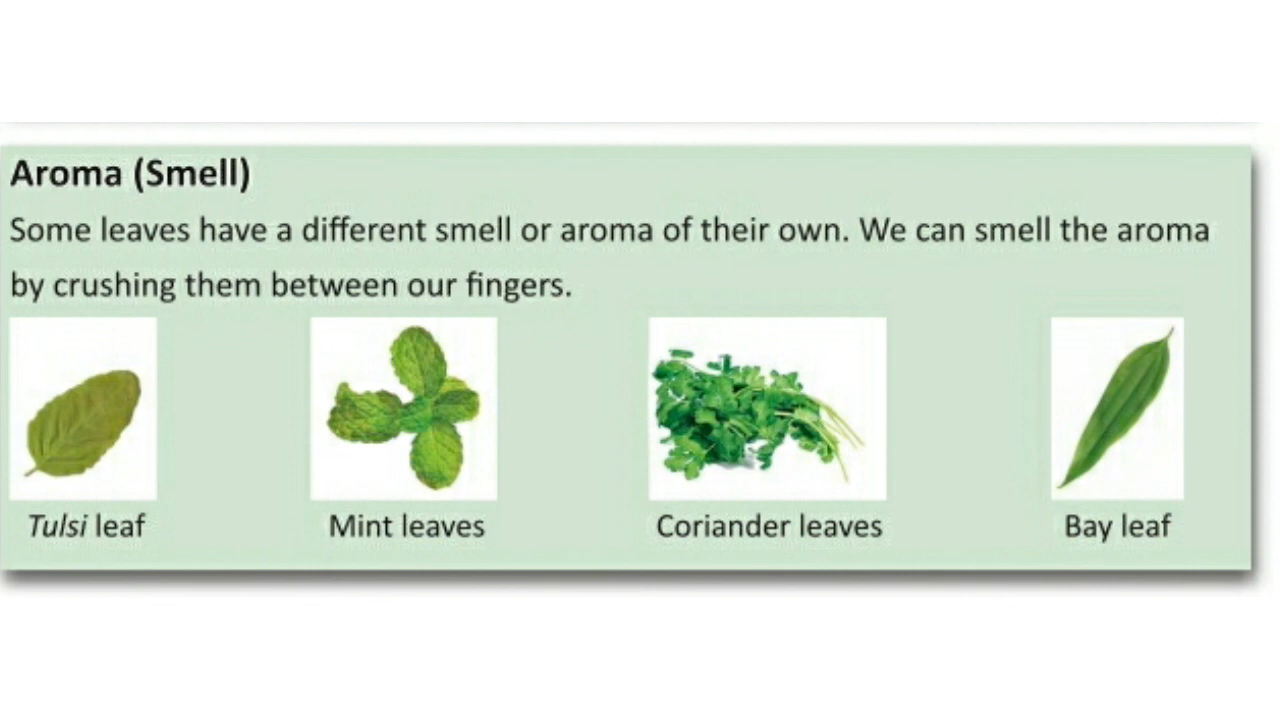 Aroma (Smell)
Some leaves have a different smell or aroma of their own. We can smell the aroma
by crushing them between our fingers.
Tulsi leaf
Mint leaves
Coriander leaves
Bay leaf